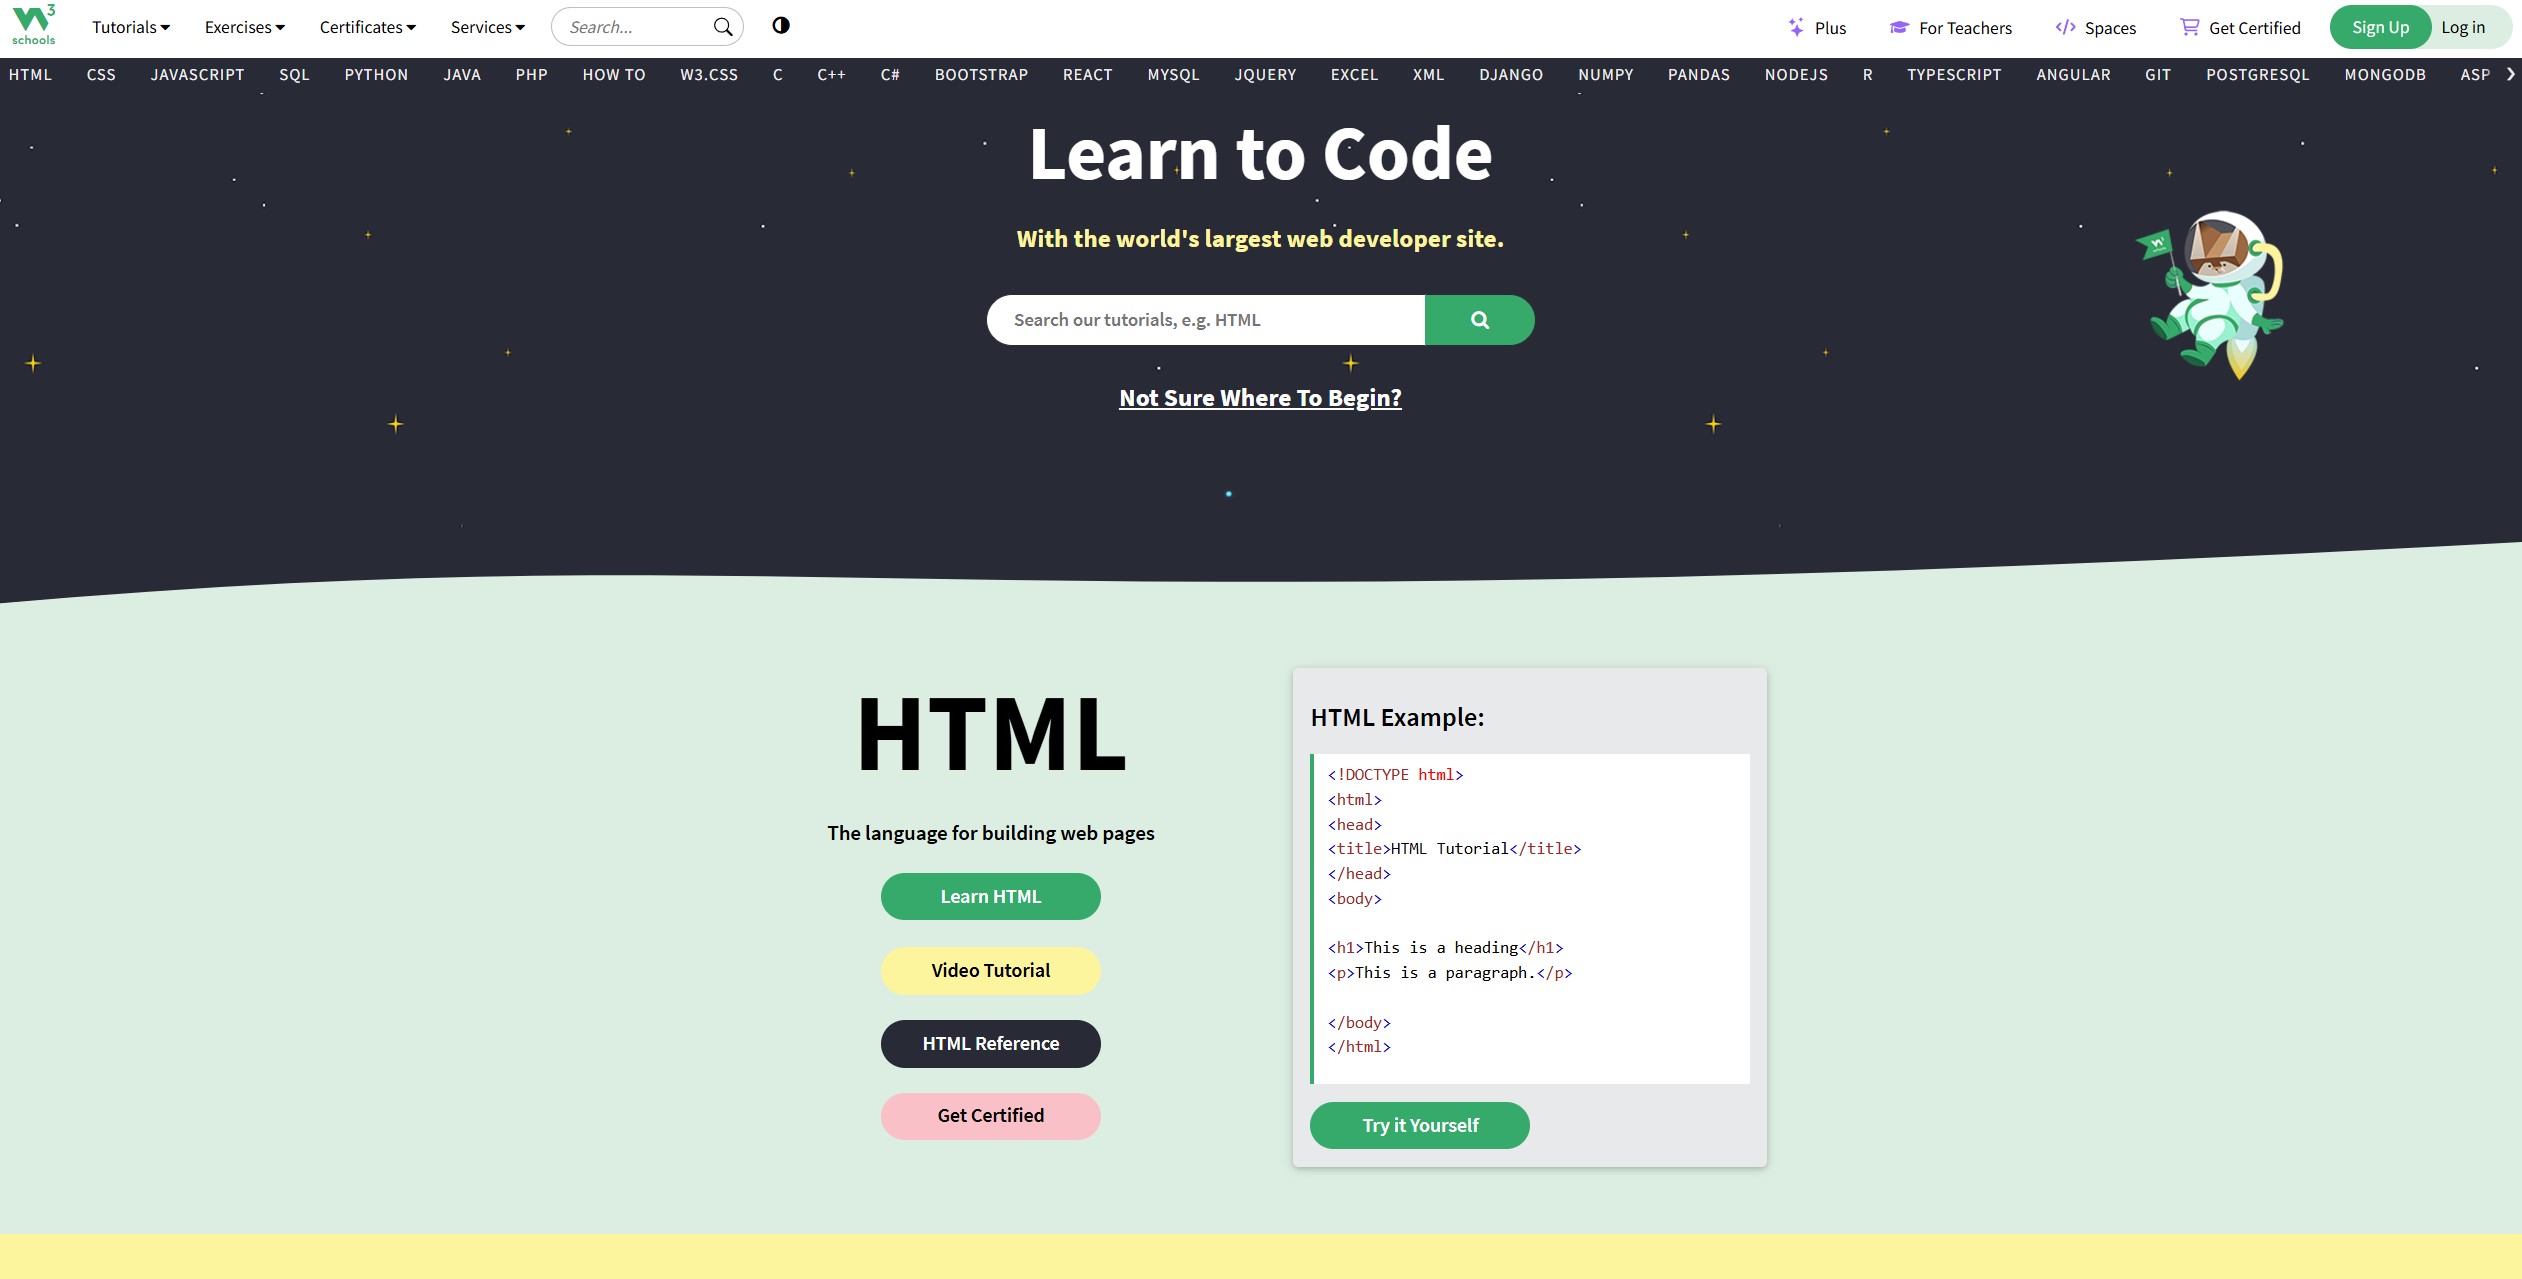 W3 schools
Tutorials Exercises Certificates Services Search... Plus For Teachers Spaces Get Certified Sign Up Log in
HTML CSS JAVASCRIPT SQL PYTHON JAVA PHP HOW TO W3.CSS C C++ C# BOOTSTRAP REACT MYSQL JQUERY EXCEL XML DJANGO NUMPY PANDAS NODEJS R TYPESCRIPT ANGULAR GIT POSTGRESQL MONGODB ASP
Learn to Code
With the world's largest web developer site.
Search our tutorials, e.g. HTML
Not Sure Where To Begin?
HTML
The language for building web pages
Learn HTML
Video Tutorial
HTML Reference
Get Certified
HTML Example:
<!DOCTYPE html>
<html>
<head>
<title>HTML Tutorial</title>
</head>
<body>
<h1>This is a heading</h1>
<p>This is a paragraph.</p>
</body>
</html>
Try it Yourself